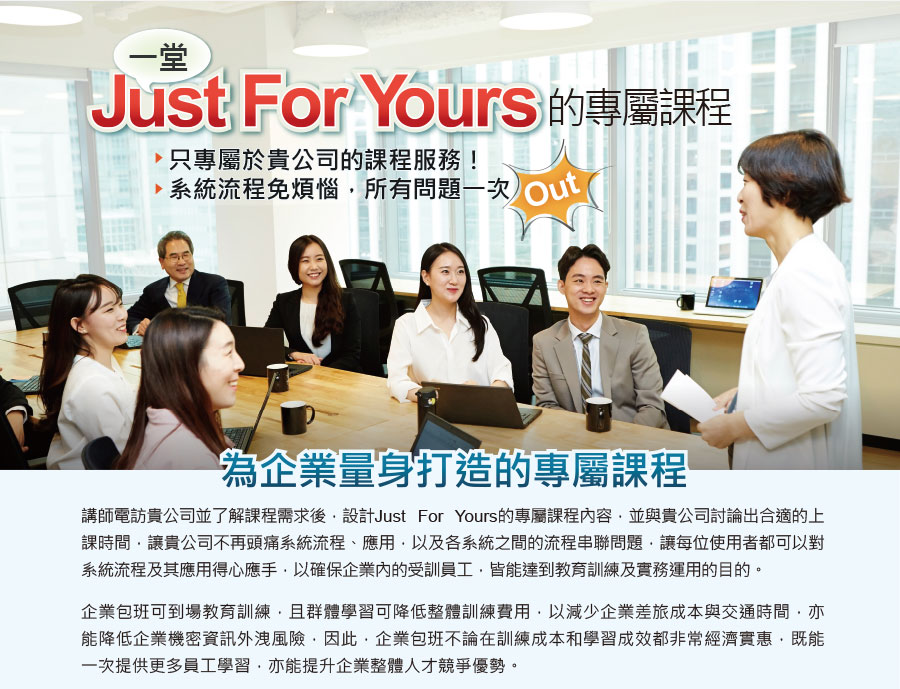 一堂
Just For Yours 的專屬課程
只專屬於貴公司的課程服務！
系統流程免煩惱，所有問題一次 Out
為企業量身打造的專屬課程
講師電訪貴公司並了解課程需求後，設計Just For Yours的專屬課程內容，並與貴公司討論出合適的上
課時間，讓貴公司不再頭痛系統流程、應用，以及各系統之間的流程串聯問題，讓每位使用者都可以對
系統流程及其應用得心應手，以確保企業內的受訓員工，皆能達到教育訓練及實務運用的目的。
企業包班可到場教育訓練，且群體學習可降低整體訓練費用，以減少企業差旅成本與交通時間，亦
能降低企業機密資訊外洩風險，因此，企業包班不論在訓練成本和學習成效都非常經濟實惠，既能
一次提供更多員工學習，亦能提升企業整體人才競爭優勢。